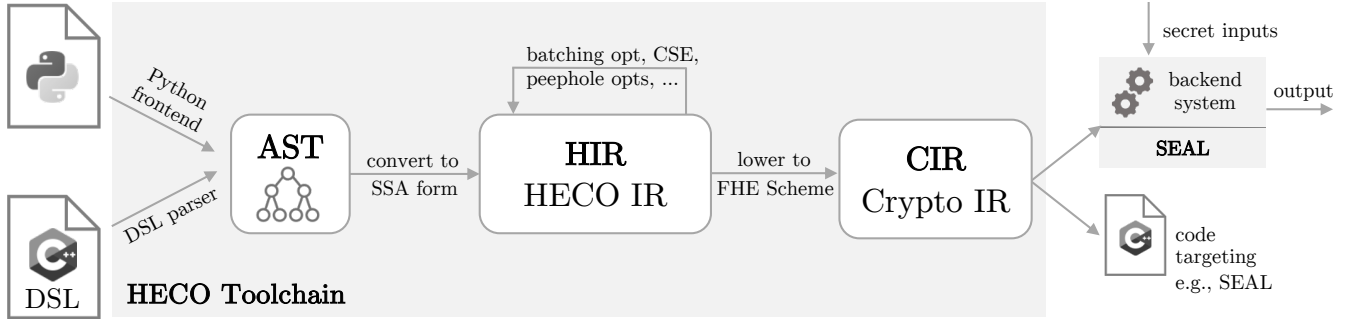 Python
frontend
C++
DSL
DSL parser
AST
convert to
SSA form
batching opt, CSE,
peephole opts, ...
HIR
HECO IR
lower to
FHE Scheme
CIR
Crypto IR
HECO Toolchain
secret inputs
backend
system
SEAL
output
C++
code
targeting
e.g., SEAL